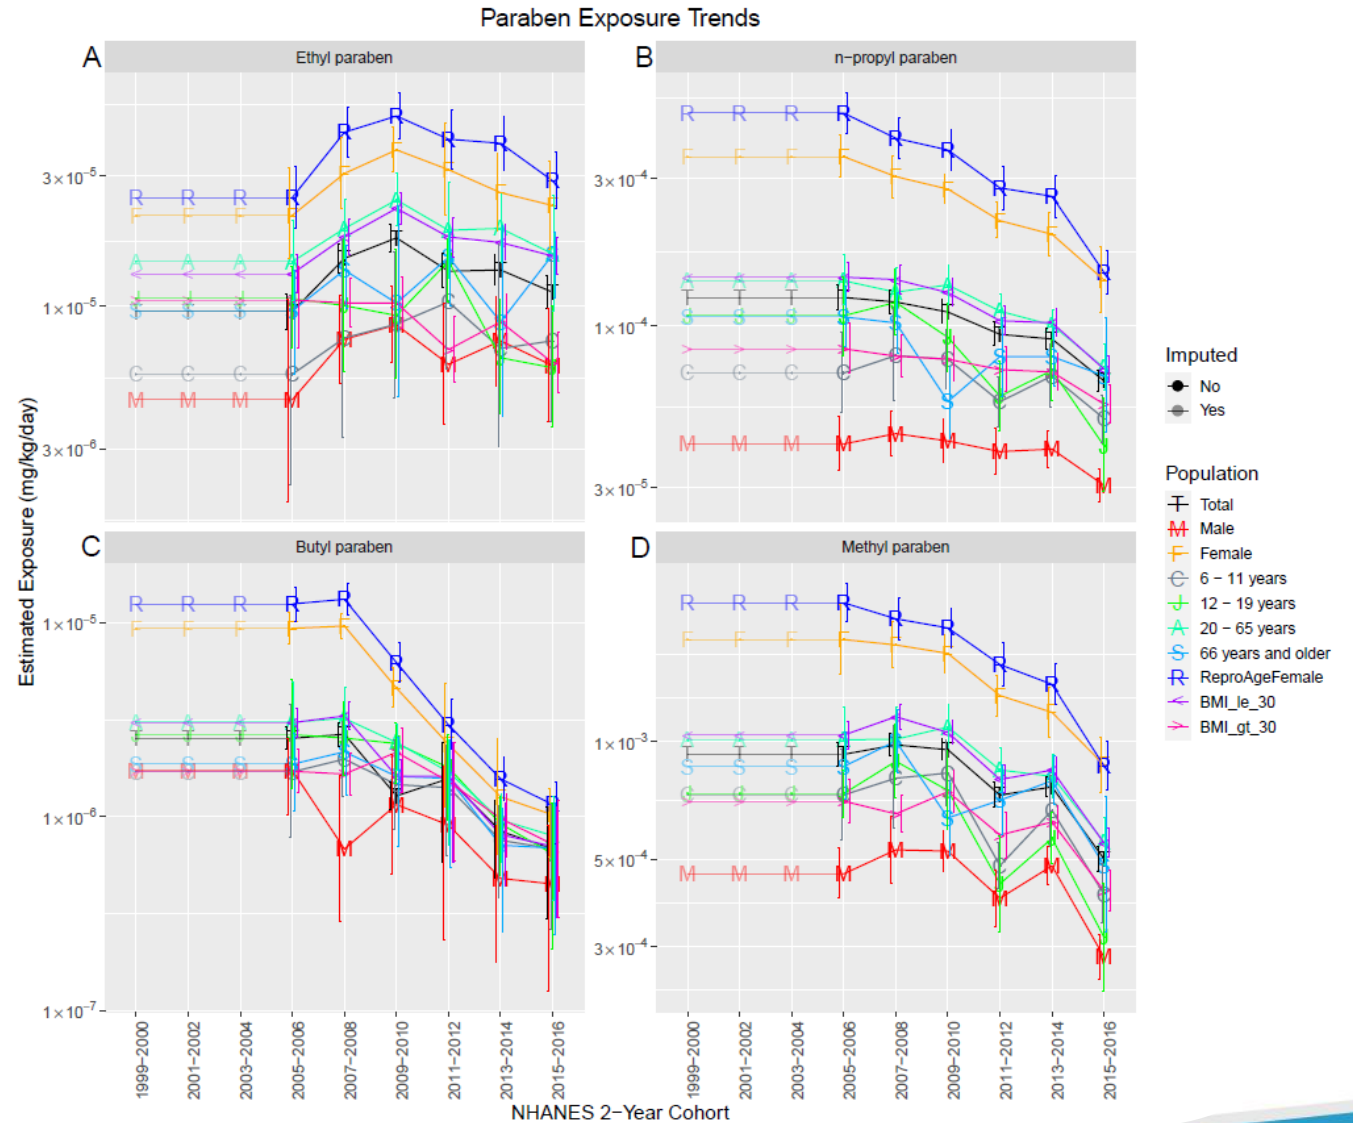 Paraben Exposure Trends
A
Ethyl paraben
B
n−propyl paraben
3×10⁻⁵
1×10⁻⁵
3×10⁻⁶
3×10⁻⁴
1×10⁻⁴
3×10⁻⁵
C
Butyl paraben
D
Methyl paraben
1×10⁻⁵
1×10⁻⁶
1×10⁻⁷
1×10⁻³
5×10⁻⁴
3×10⁻⁴
Estimated Exposure (mg/kg/day)
1999−2000
2001−2002
2003−2004
2005−2006
2007−2008
2009−2010
2011−2012
2013−2014
2015−2016
1999−2000
2001−2002
2003−2004
2005−2006
2007−2008
2009−2010
2011−2012
2013−2014
2015−2016
NHANES 2−Year Cohort
Imputed
No
Yes
Population
T Total
M Male
F Female
C 6 − 11 years
J 12 − 19 years
A 20 − 65 years
S 66 years and older
R ReproAgeFemale
< BMI_le_30
> BMI_gt_30